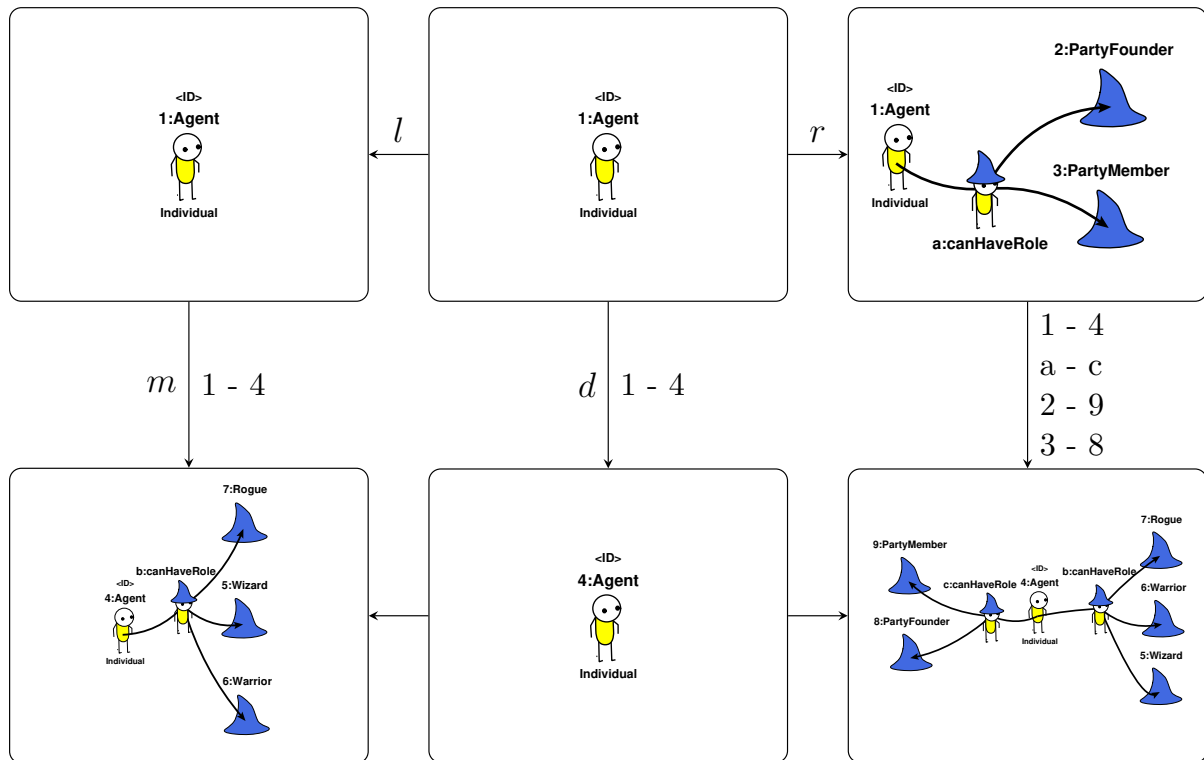 <ID>
1:Agent
Individual
l
<ID>
1:Agent
Individual
r
2:PartyFounder
<ID>
1:Agent
3:PartyMember
Individual
a:canHaveRole
m
1 - 4
d
1 - 4
1 - 4
a - c
2 - 9
3 - 8
7:Rogue
b:canHaveRole
<ID>
5:Wizard
4:Agent
Individual
6:Warrior
<ID>
4:Agent
Individual
7:Rogue
9:PartyMember
<ID>
b:canHaveRole
c:canHaveRole
4:Agent
6:Warrior
8:PartyFounder
Individual
5:Wizard